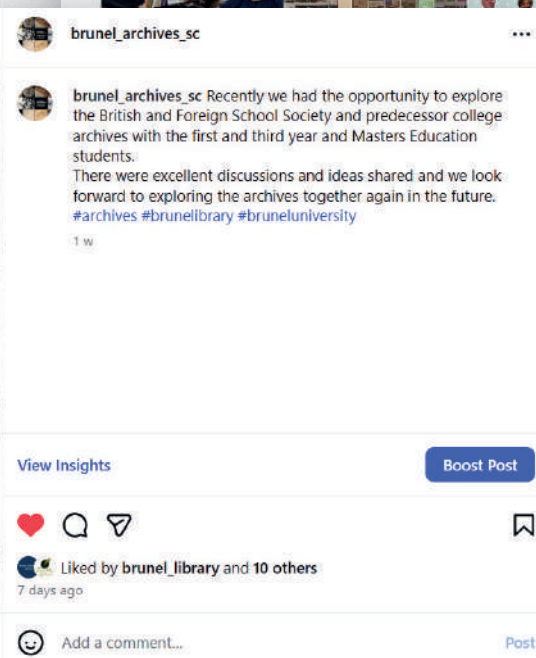 brunel_archives_sc
brunel_archives_sc Recently we had the opportunity to explore
the British and Foreign School Society and predecessor college
archives with the first and third year and Masters Education
students.
There were excellent discussions and ideas shared and we look
forward to exploring the archives together again in the future.
#archives #brunelibrary #bruneluniversity
1 w
View Insights
Boost Post
Liked by brunel_library and 10 others
7 days ago
Add a comment...
Post